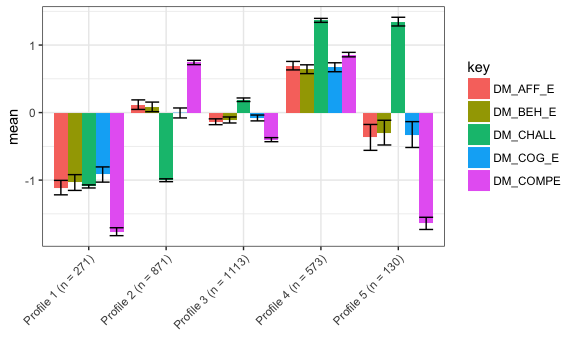 mean
1
0
-1
Profile 1 (n = 271)
Profile 2 (n = 871)
Profile 3 (n = 1113)
Profile 4 (n = 573)
Profile 5 (n = 130)
key
DM_AFF_E
DM_BEH_E
DM_CHALL
DM_COG_E
DM_COMPE